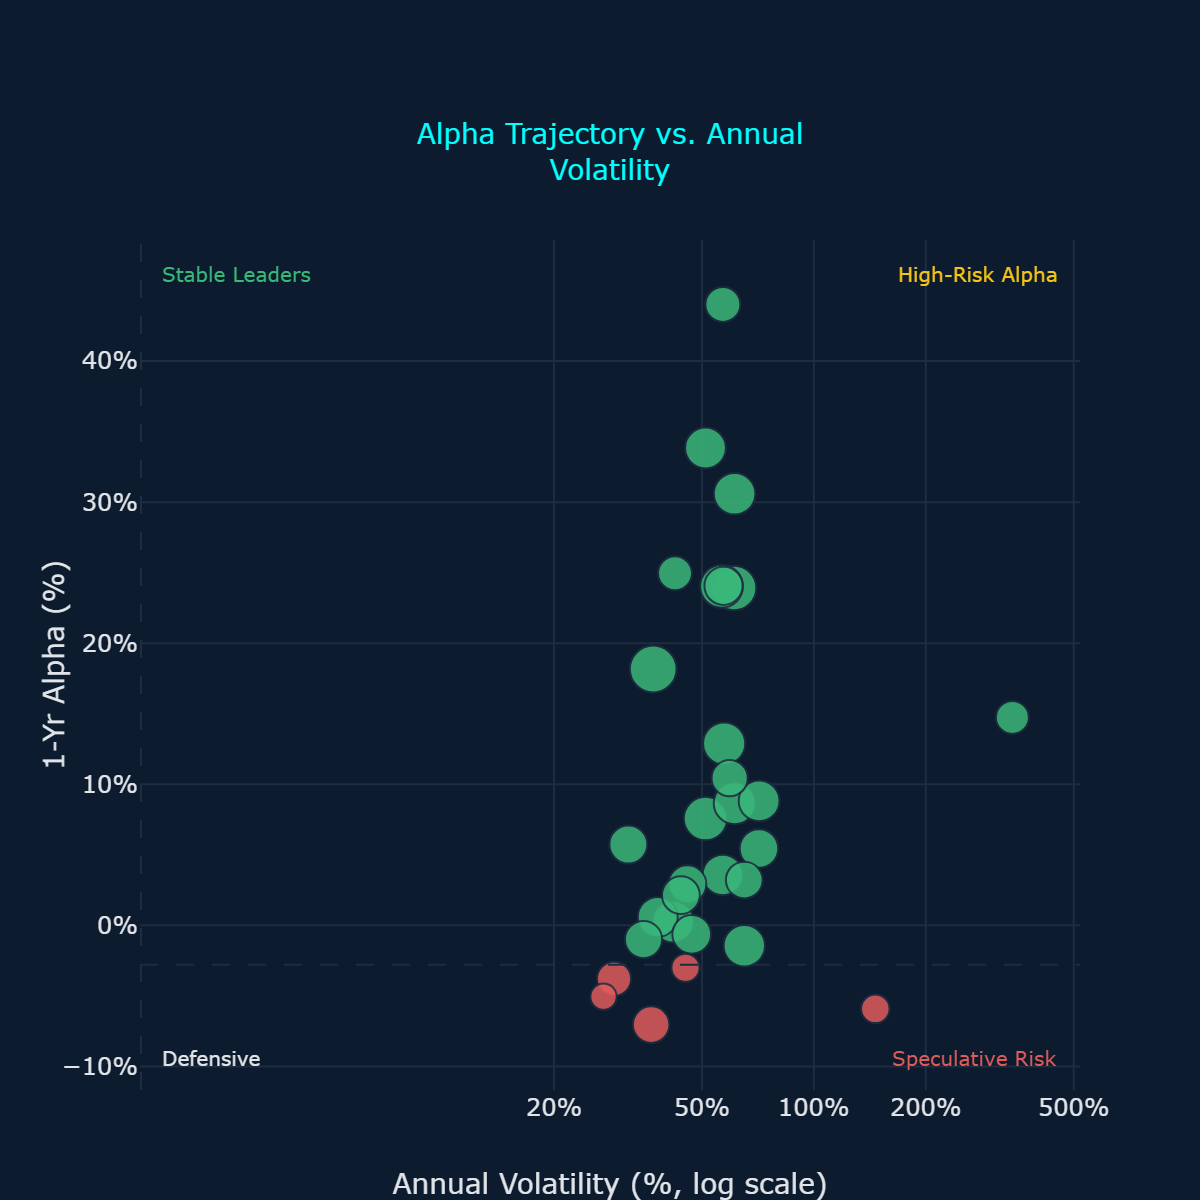 Alpha Trajectory vs. Annual
Volatility
Stable Leaders
High-Risk Alpha
40%
30%
20%
10%
0%
−10%
1-Yr Alpha (%)
Defensive
Speculative Risk
20%
50%
100%
200%
500%
Annual Volatility (%, log scale)